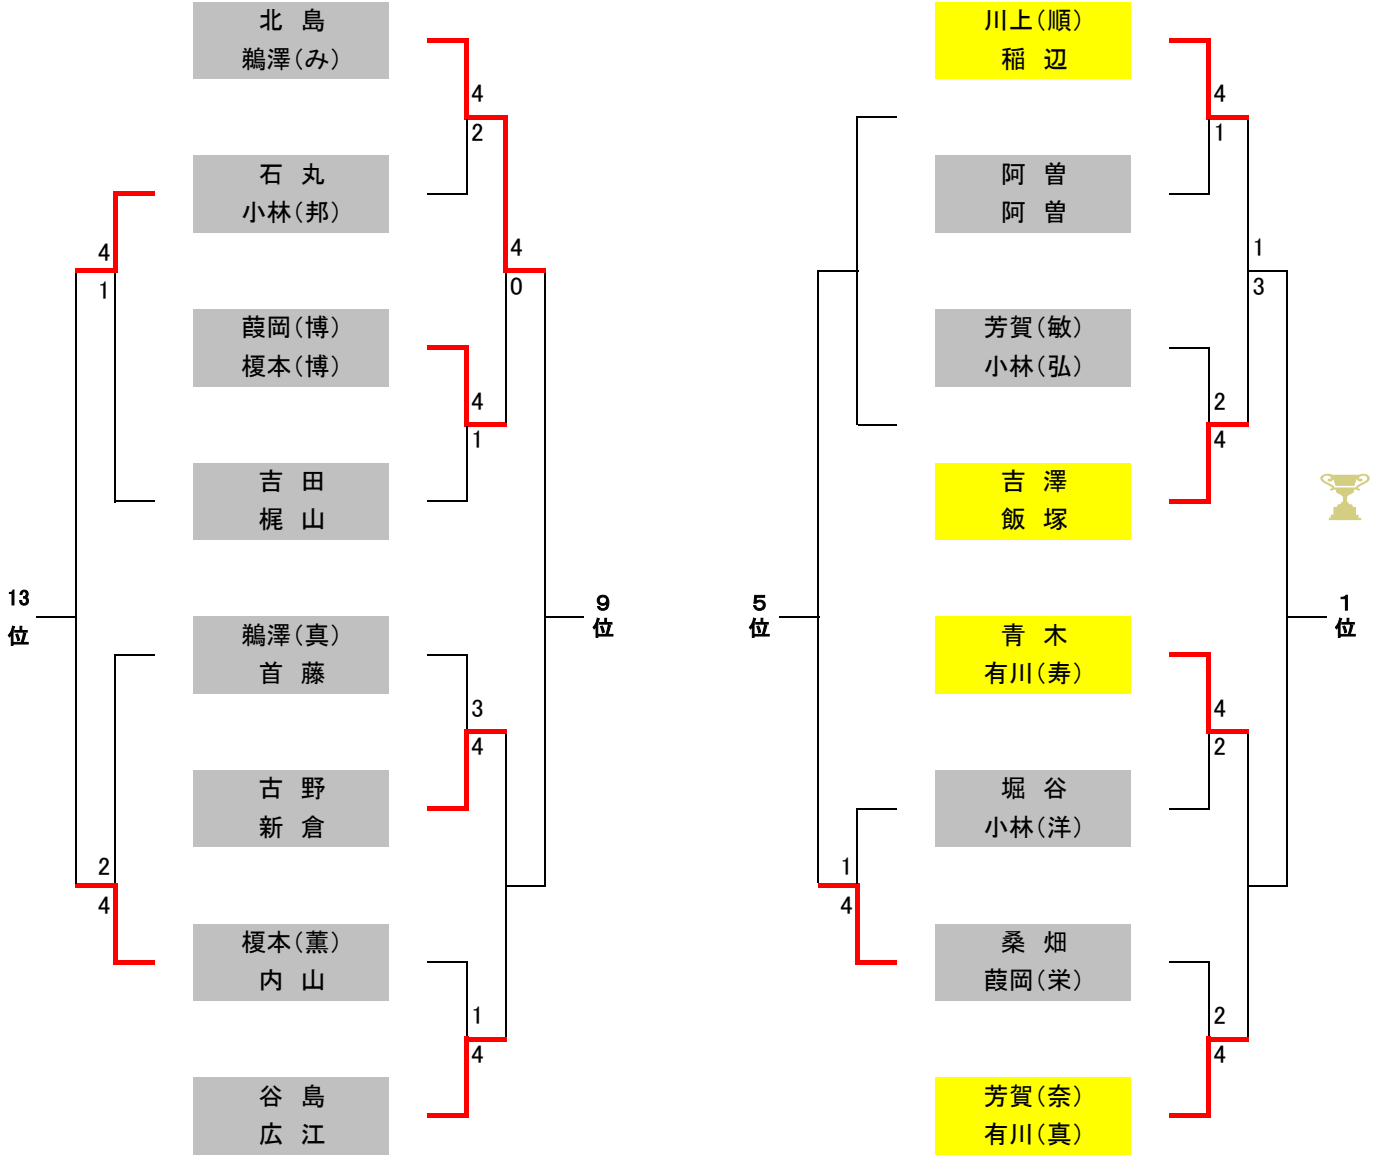 北 島
鵜澤（み）
4
2
石 丸
小林（邦）
4
1
4
0
葭岡（博）
榎本（博）
4
1
吉 田
梶 山
13
位
9
位
鵜澤（真）
首 藤
3
4
古 野
新 倉
2
4
榎本（薫）
内 山
1
4
谷 島
広 江
川上（順）
稲 辺
4
1
阿 曽
阿 曽
1
3
芳賀（敏）
小林（弘）
2
4
吉 澤
飯 塚
5
位
1
位
青 木
有川（寿）
4
2
堀 谷
小林（洋）
1
4
桑 畑
葭岡（栄）
2
4
芳賀（奈）
有川（真）